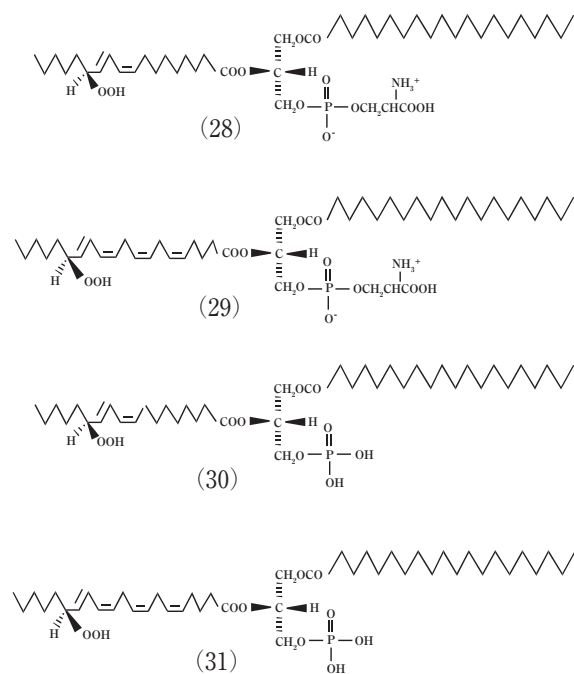 CH₂OCO
COO C H O
H OOH NH₃⁺
CH₂O P OCH₂CHCOOH
O⁻
(28)
CH₂OCO
COO C H
H OOH O NH₃⁺
CH₂O P OCH₂CHCOOH
O⁻
(29)
CH₂OCO
COO C H
H OOH O
CH₂O P OH
OH
(30)
CH₂OCO
COO C H
H OOH O
CH₂O P OH
OH
(31)